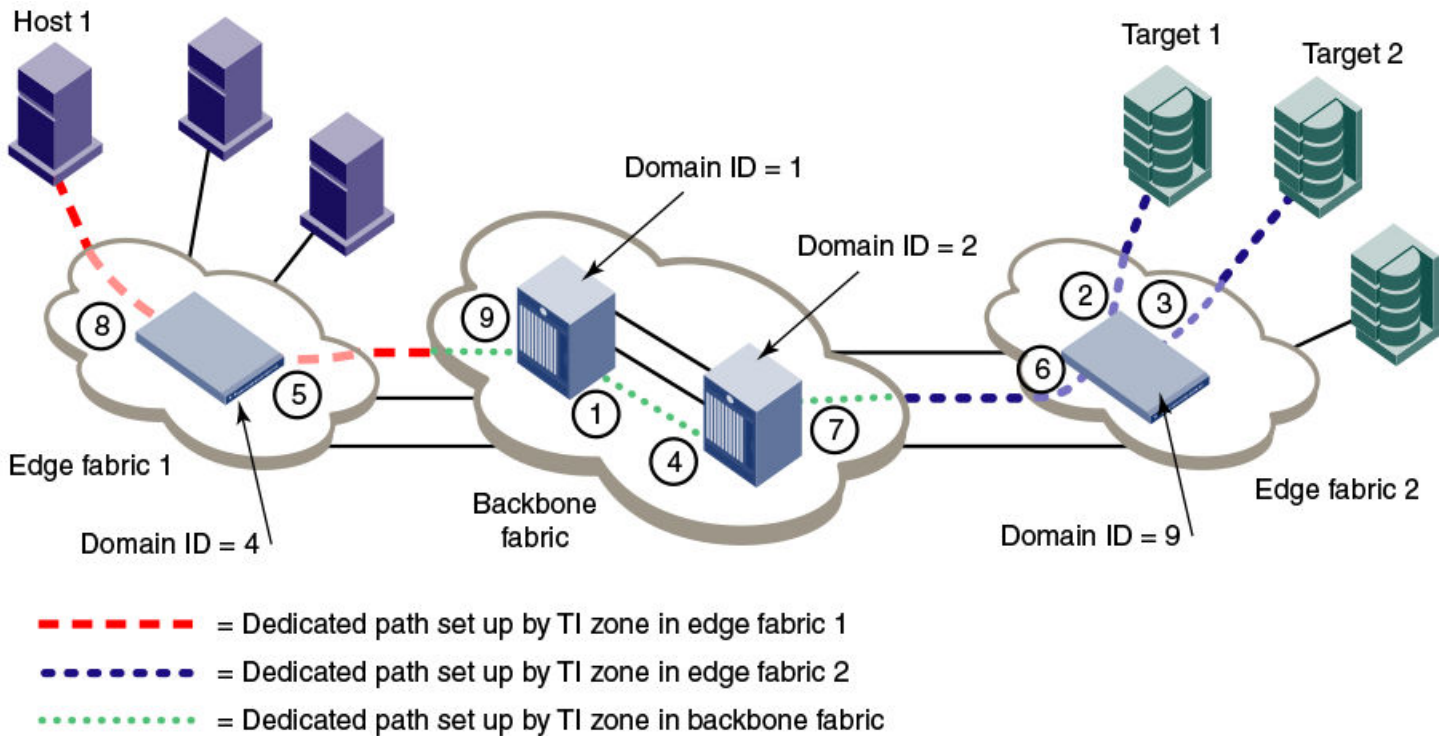 Host 1
Target 1
Target 2
Domain ID = 1
Domain ID = 2
8
5
9
1
4
7
2
3
6
Edge fabric 1
Backbone
fabric
Edge fabric 2
Domain ID = 4
Domain ID = 9
= Dedicated path set up by TI zone in edge fabric 1
= Dedicated path set up by TI zone in edge fabric 2
= Dedicated path set up by TI zone in backbone fabric